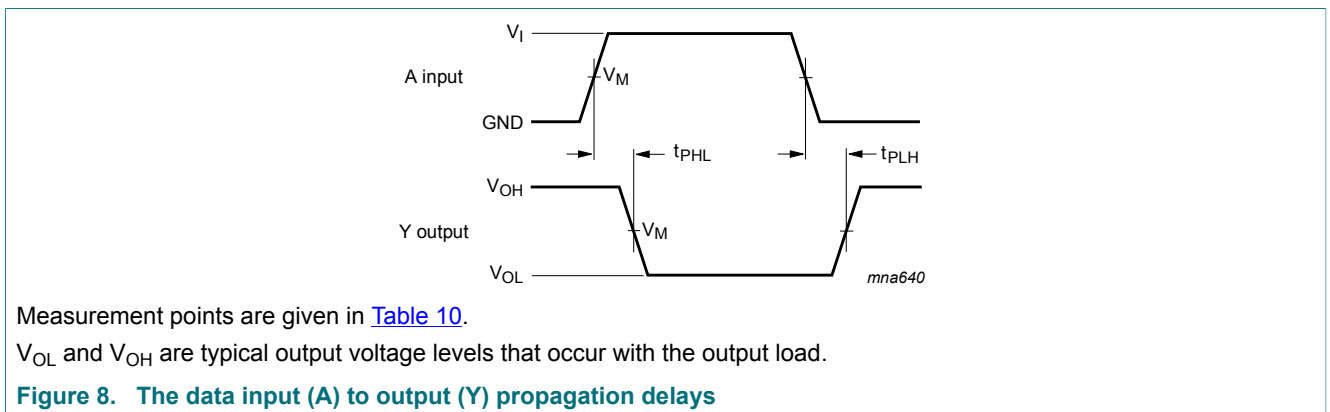 VI
A input
VM
GND
tPHL
tPLH
VOH
Y output
VM
VOL
mna640
Measurement points are given in Table 10.
VOL and VOH are typical output voltage levels that occur with the output load.
Figure 8. The data input (A) to output (Y) propagation delays